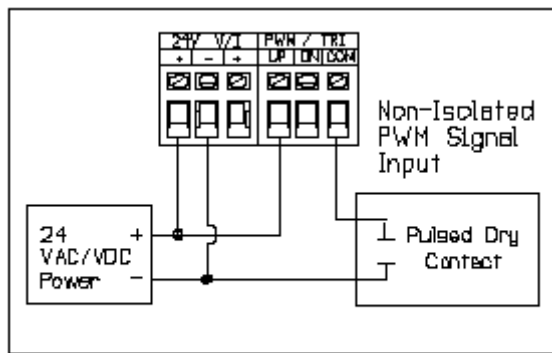 24V V/I PWM / TRI
+ - + UP DN COM
Non-Isolated
PWM Signal
Input
24 +
VAC/VDC
Power -
Pulsed Dry
Contact